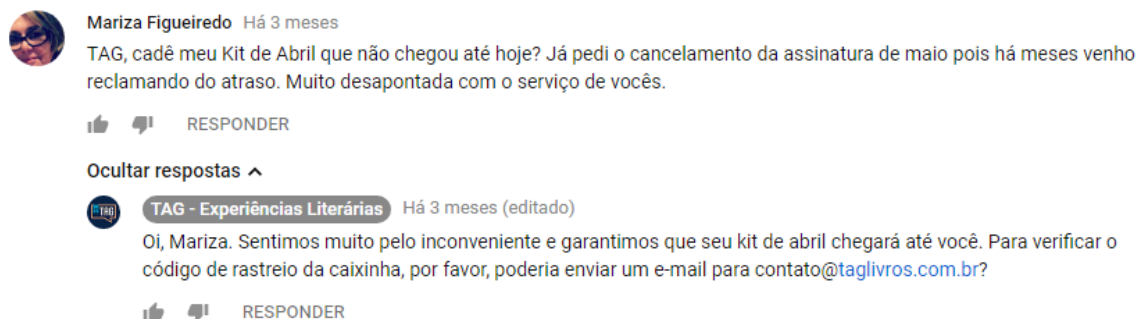 Mariza Figueiredo Há 3 meses
TAG, cadê meu Kit de Abril que não chegou até hoje? Já pedi o cancelamento da assinatura de maio pois há meses venho
reclamando do atraso. Muito desapontada com o serviço de vocês.
RESPONDER
Ocultar respostas
TAG
TAG - Experiências Literárias Há 3 meses (editado)
Oi, Mariza. Sentimos muito pelo inconveniente e garantimos que seu kit de abril chegará até você. Para verificar o
código de rastreio da caixinha, por favor, poderia enviar um e-mail para contato@taglivros.com.br?
RESPONDER